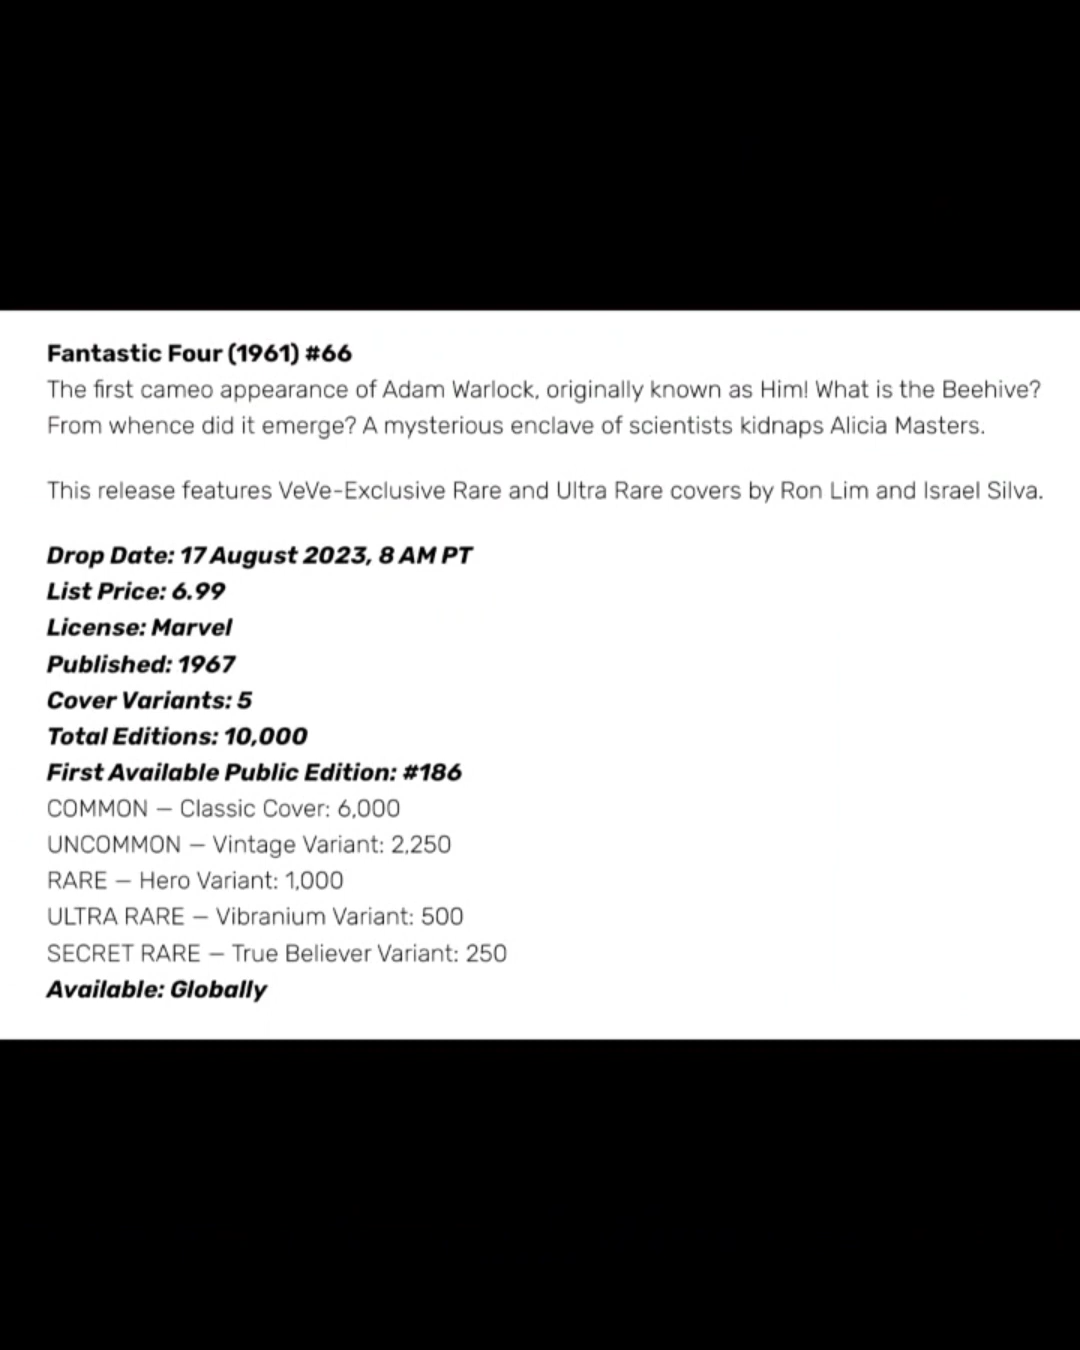 Fantastic Four (1961) #66
The first cameo appearance of Adam Warlock, originally known as Him! What is the Beehive?
From whence did it emerge? A mysterious enclave of scientists kidnaps Alicia Masters.
This release features VeVe-Exclusive Rare and Ultra Rare covers by Ron Lim and Israel Silva.
Drop Date: 17 August 2023, 8 AM PT
List Price: 6.99
License: Marvel
Published: 1967
Cover Variants: 5
Total Editions: 10,000
First Available Public Edition: #186
COMMON — Classic Cover: 6,000
UNCOMMON — Vintage Variant: 2,250
RARE — Hero Variant: 1,000
ULTRA RARE — Vibranium Variant: 500
SECRET RARE — True Believer Variant: 250
Available: Globally